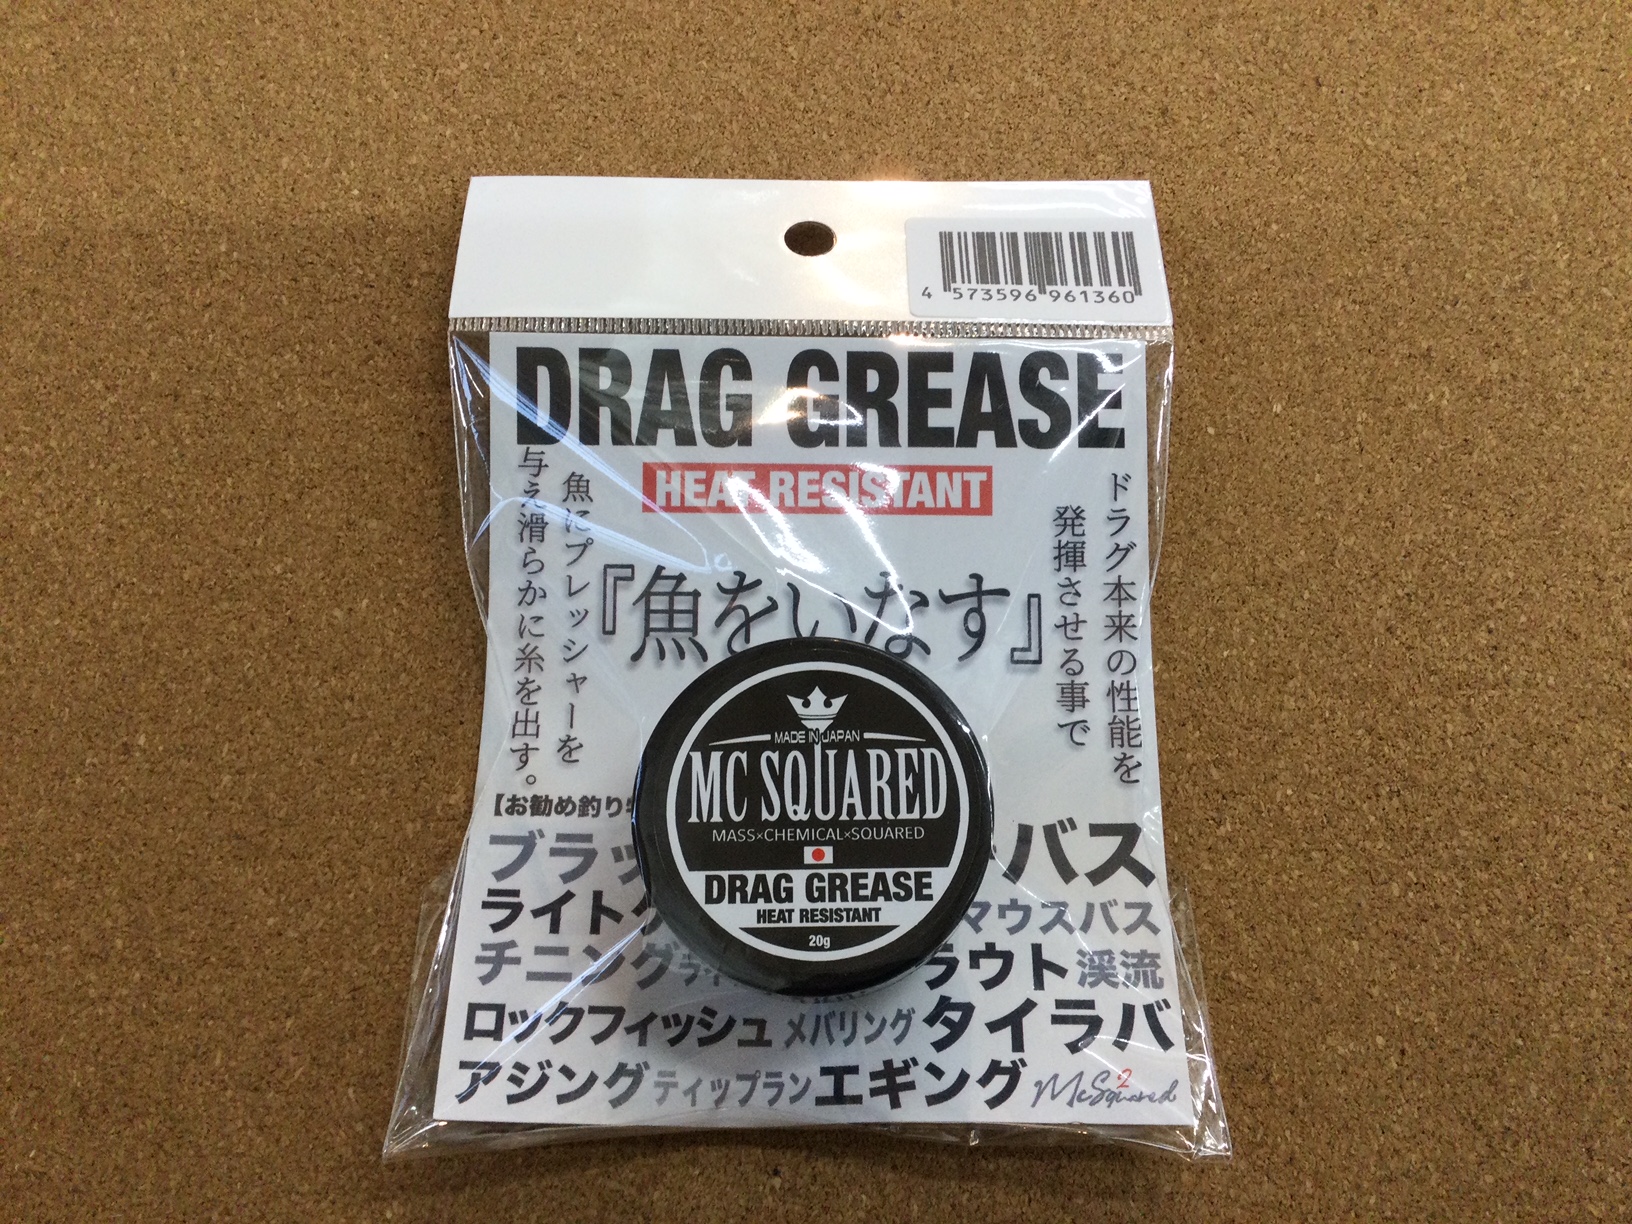 4 573596 961360
DRAG GREASE
HEAT RESISTANT
ドラグ本来の性能を
発揮させる事で
『魚をいなす』
魚にプレッシャーを
与え滑らかに糸を出す。
MADE IN JAPAN
MC SQUARED
MASS×CHEMICAL×SQUARED
DRAG GREASE
HEAT RESISTANT
20g
【お勧め釣り
ブラッ バス
ライト マウスバス
チニング ラウト 渓流
ロックフィッシュ メバリング タイラバ
アジング ティップラン エギング McSquared 2